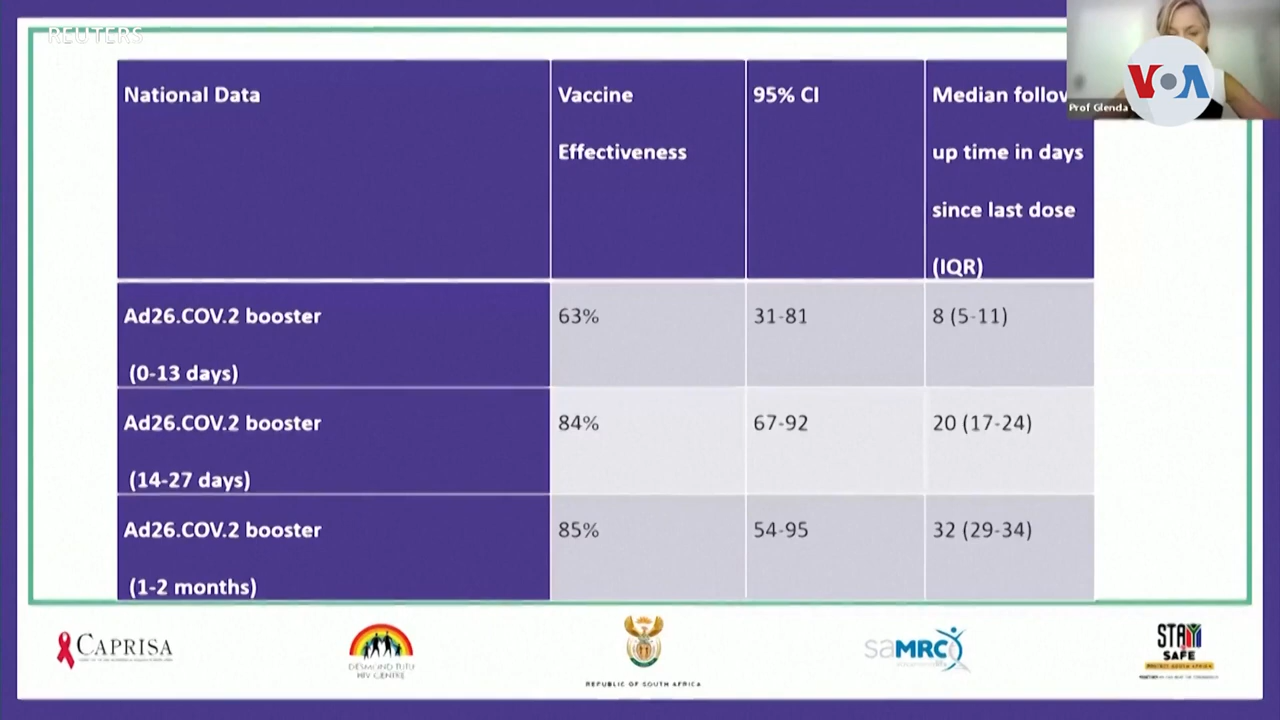 REUTERS
National Data
Vaccine
Effectiveness
95% CI
Median follow
up time in days
since last dose
(IQR)
Prof Glenda
VOA
Ad26.COV.2 booster
(0-13 days)
63%
31-81
8 (5-11)
Ad26.COV.2 booster
(14-27 days)
84%
67-92
20 (17-24)
Ad26.COV.2 booster
(1-2 months)
85%
54-95
32 (29-34)
CAPRISA
DESMOND TUTU
HIV CENTRE
REPUBLIC OF SOUTH AFRICA
saMRC
STAY
SAFE
PROTECT SOUTH AFRICA